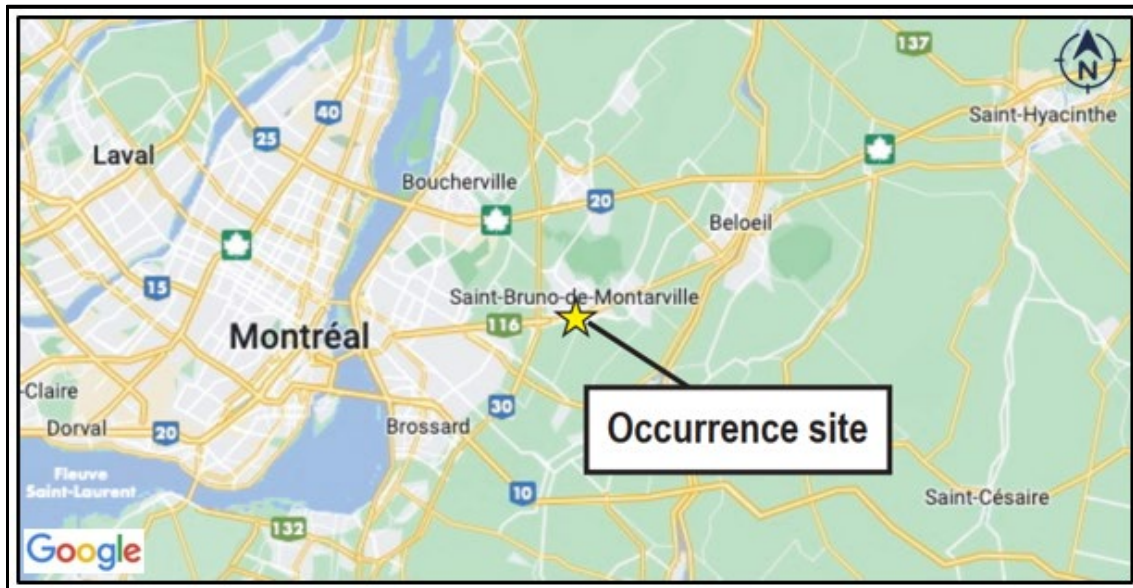 137
N
Saint-Hyacinthe
40
25
Laval
Boucherville
20
Beloeil
15
Saint-Bruno-de-Montarville
116
Montréal
-Claire
30
Occurrence site
Dorval
20
Brossard
Fleuve
Saint-Laurent
10
Saint-Césaire
132
Google